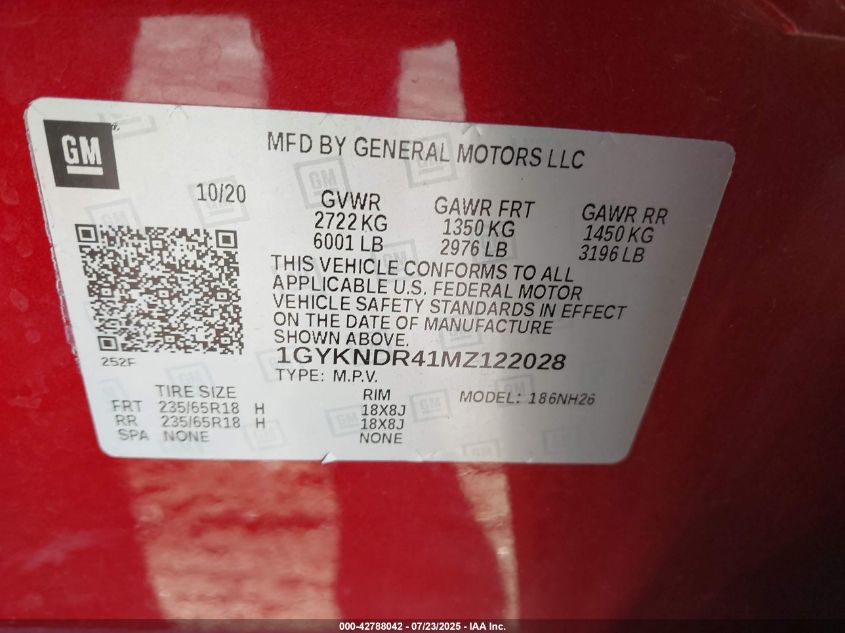 GM
MFD BY GENERAL MOTORS LLC
10/20
GVWR
2722 KG
6001 LB
GAWR FRT
1350 KG
2976 LB
GAWR RR
1450 KG
3196 LB
THIS VEHICLE CONFORMS TO ALL
APPLICABLE U.S. FEDERAL MOTOR
VEHICLE SAFETY STANDARDS IN EFFECT
ON THE DATE OF MANUFACTURE
SHOWN ABOVE.
252F
1GYKNDR41MZ122028
TYPE: M.P.V.
MODEL: 186NH26
TIRE SIZE RIM
FRT 235/65R18 H 18X8J
RR 235/65R18 H 18X8J
SPA NONE NONE
000-42788042 - 07/23/2025 - IAA Inc.